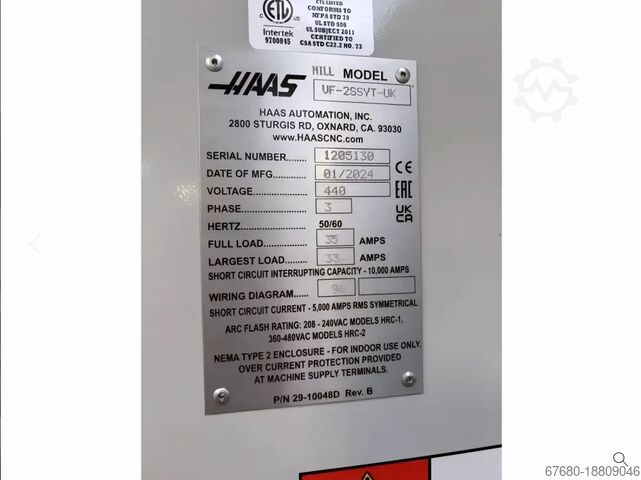 ETL LISTED
CONFORMS TO
NFPA STD 79
UL STD 508
UL SUBJECT 2011
CERTIFIED TO
CSA STD C22.2 NO. 73
ETL
C US
Intertek
9700845
HAAS MILL MODEL
VF-2SSYT-UK
HAAS AUTOMATION, INC.
2800 STURGIS RD, OXNARD, CA. 93030
www.HAASCNC.com
SERIAL NUMBER....... 1205130
DATE OF MFG............ 01/2024 CE
VOLTAGE................... 440 EAC
PHASE....................... 3 UK
CA
HERTZ 50/60
FULL LOAD............... 35 AMPS
LARGEST LOAD........ 33 AMPS
SHORT CIRCUIT INTERRUPTING CAPACITY - 10,000 AMPS
WIRING DIAGRAM....... 9C
SHORT CIRCUIT CURRENT - 5,000 AMPS RMS SYMMETRICAL
ARC FLASH RATING: 208 - 240VAC MODELS HRC-1,
360-480VAC MODELS HRC-2
NEMA TYPE 2 ENCLOSURE - FOR INDOOR USE ONLY.
OVER CURRENT PROTECTION PROVIDED
AT MACHINE SUPPLY TERMINALS.
P/N 29-10048D Rev. B
67680-18809046